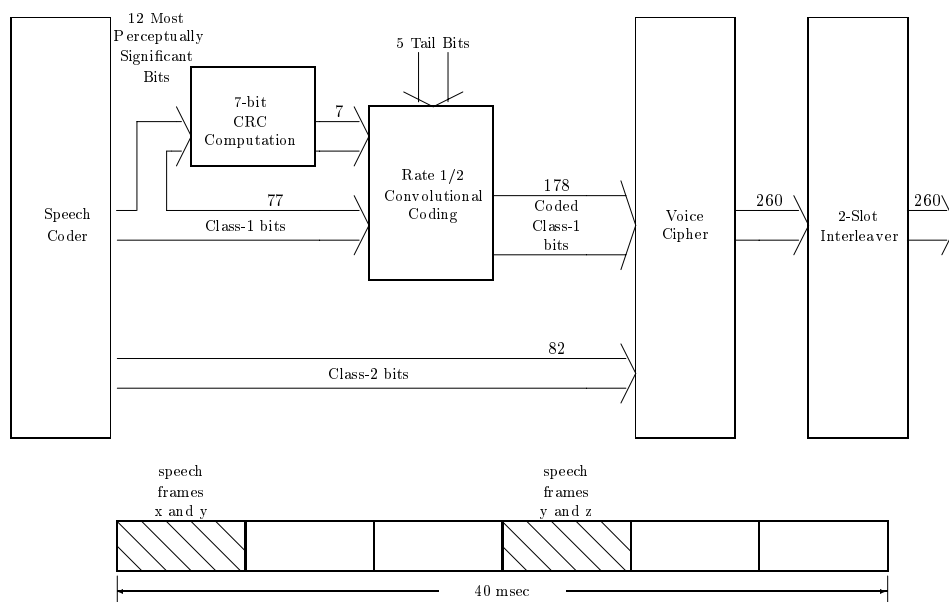 12 Most
Perceptually
Significant
Bits
5 Tail Bits
7-bit
CRC
Computation
7
Rate 1/2
Convolutional
Coding
77
Class-1 bits
Speech
Coder
178
Coded
Class-1
bits
Voice
Cipher
260
2-Slot
Interleaver
260
82
Class-2 bits
speech
frames
x and y
speech
frames
y and z
40 msec